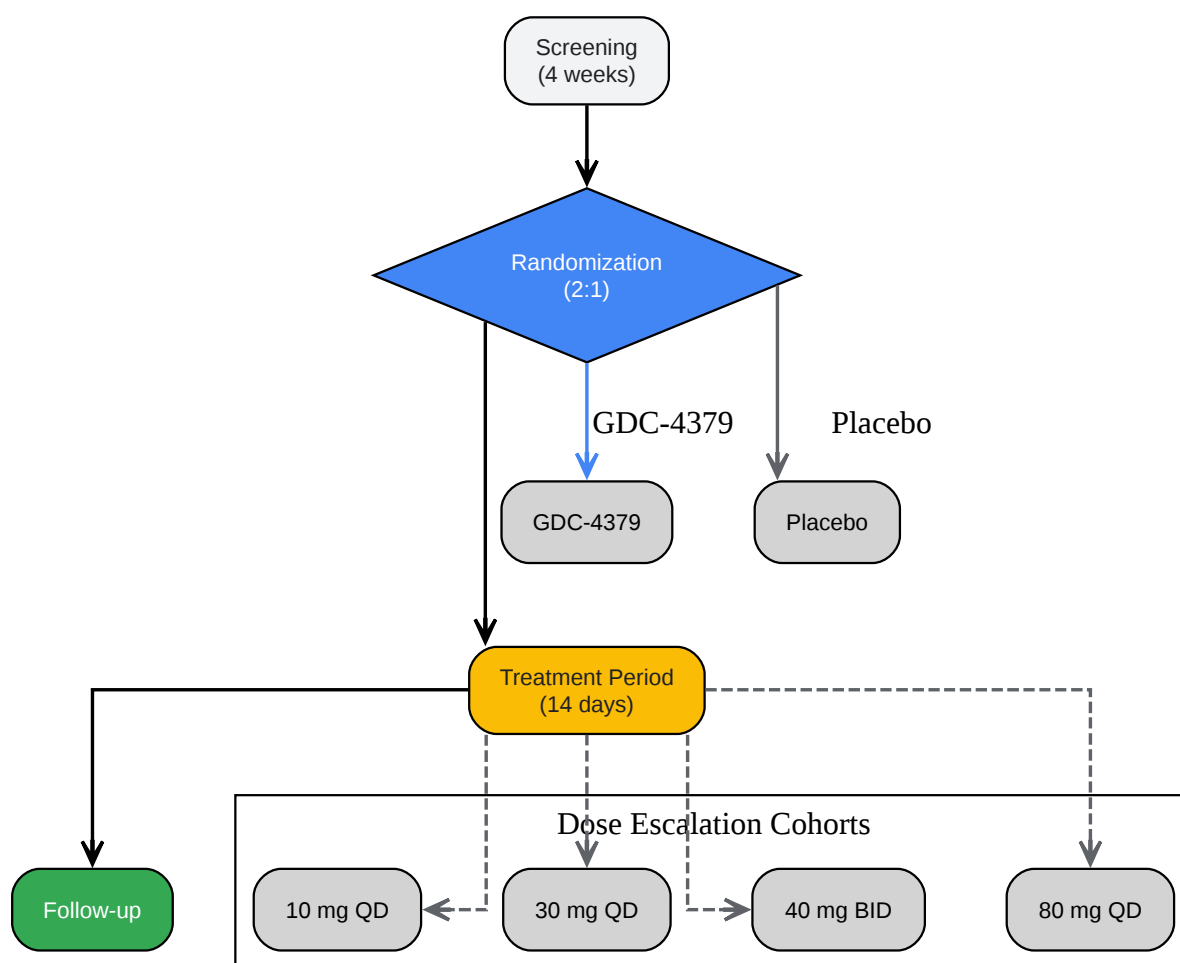 Screening
(4 weeks)
Randomization
(2:1)
GDC-4379
Placebo
GDC-4379
Placebo
Treatment Period
(14 days)
Dose Escalation Cohorts
Follow-up
10 mg QD
30 mg QD
40 mg BID
80 mg QD